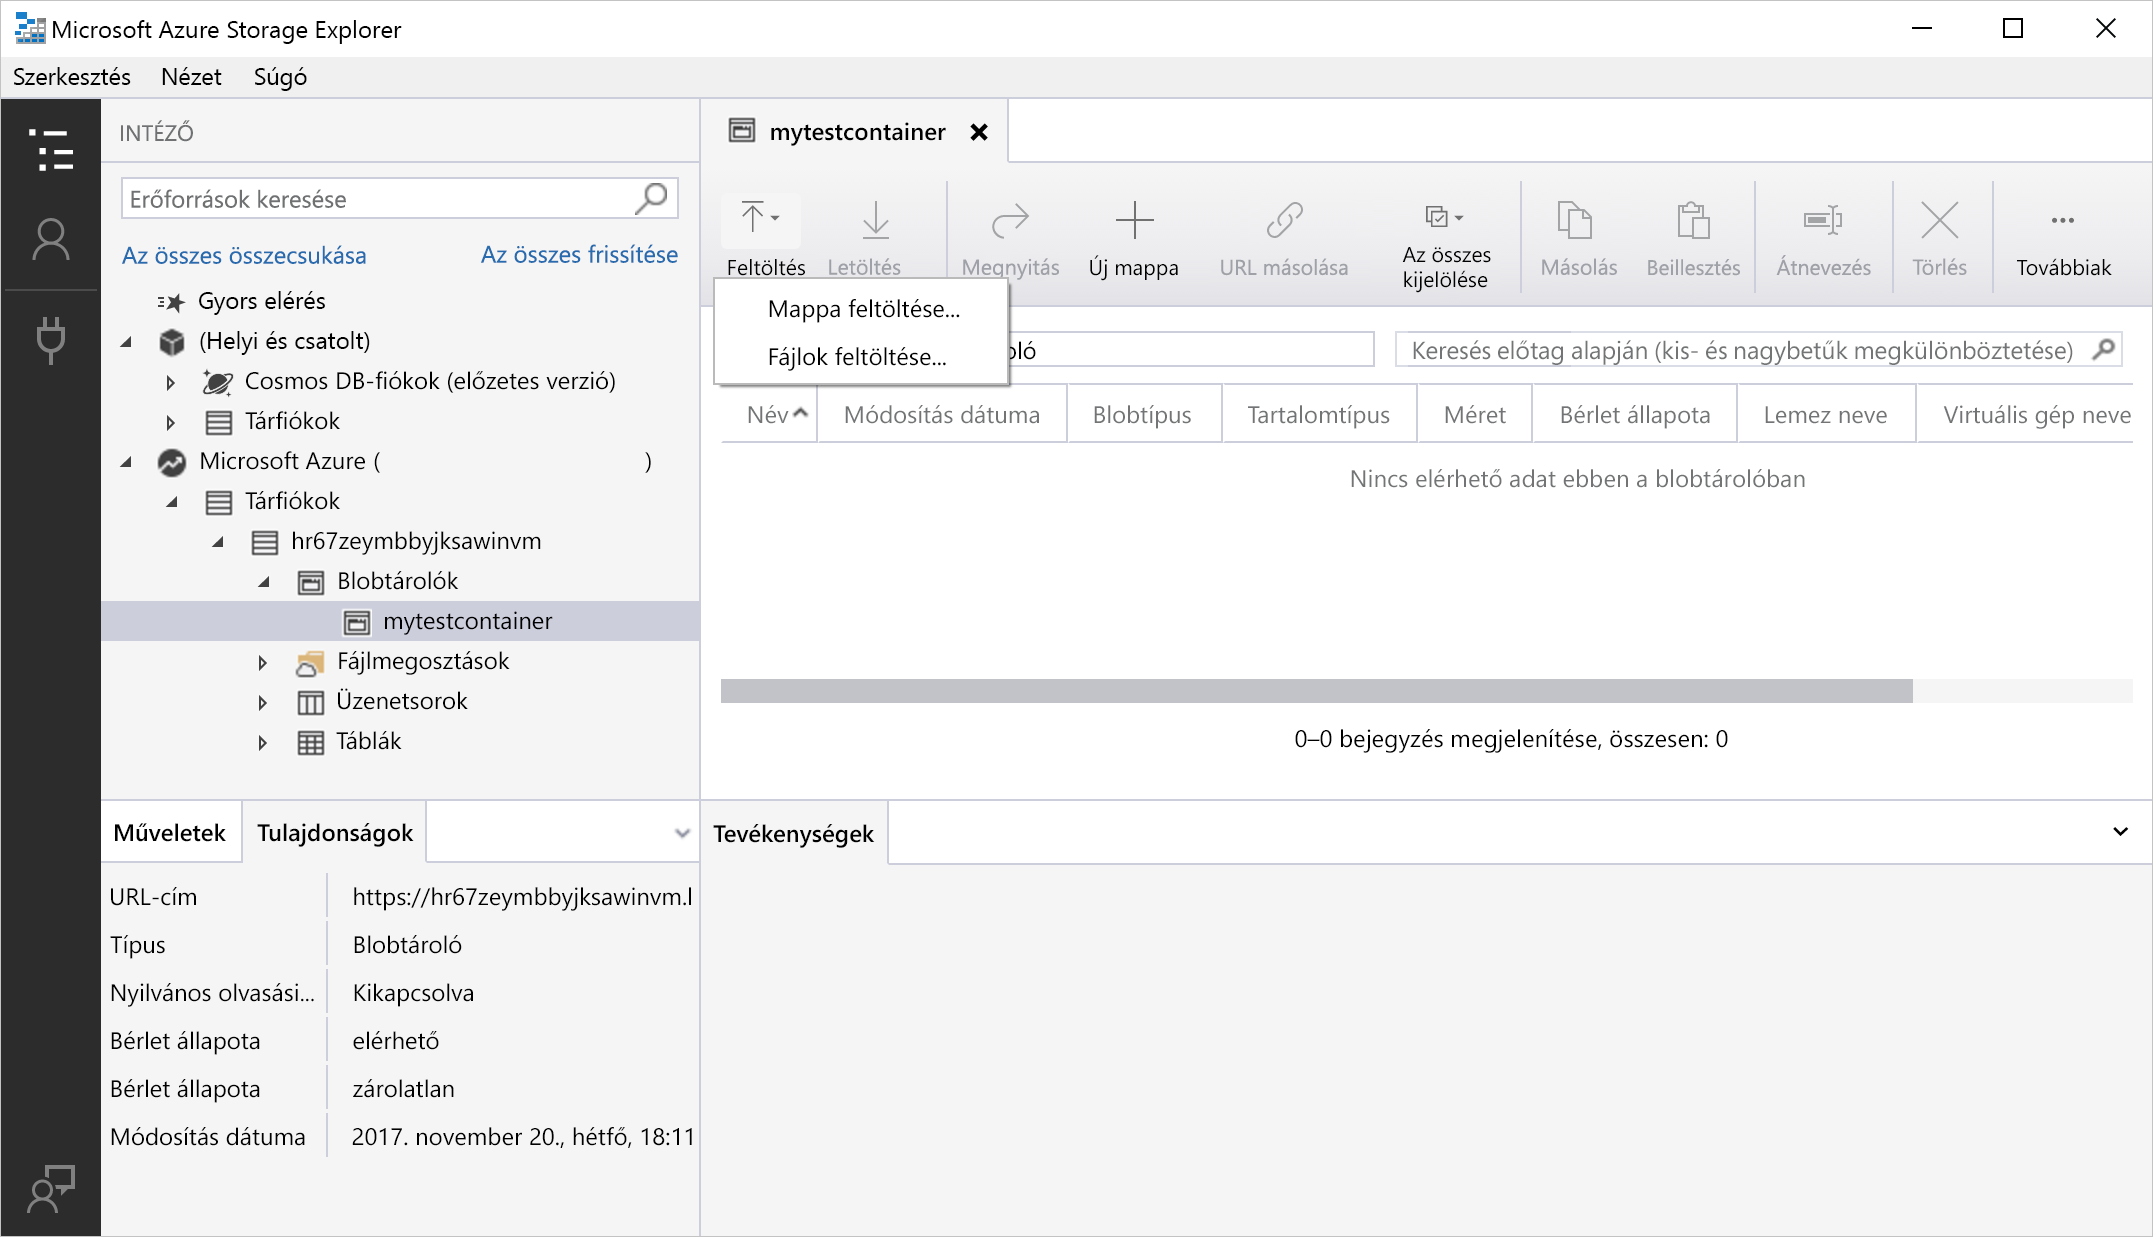 Microsoft Azure Storage Explorer
Szerkesztés Nézet Súgó
INTÉZŐ
Erőforrások keresése
Az összes összecsukása Az összes frissítése
Gyors elérés
(Helyi és csatolt)
Cosmos DB-fiókok (előzetes verzió)
Tárfiókok
Microsoft Azure ( )
Tárfiókok
hr67zeymbbyjksawinvm
Blobtárolók
mytestcontainer
Fájlmegosztások
Üzenetsorok
Táblák
Műveletek Tulajdonságok
URL-cím https://hr67zeymbbyjksawinvm.l
Típus Blobtároló
Nyilvános olvasási... Kikapcsolva
Bérlet állapota elérhető
Bérlet állapota zárolatlan
Módosítás dátuma 2017. november 20., hétfő, 18:11
mytestcontainer
Feltöltés Letöltés Megnyitás Új mappa URL másolása Az összes kijelölése Másolás Beillesztés Átnevezés Törlés Továbbiak
Mappa feltöltése...
Fájlok feltöltése...
Keresés előtag alapján (kis- és nagybetűk megkülönböztetése)
Név Módosítás dátuma Blobtípus Tartalomtípus Méret Bérlet állapota Lemez neve Virtuális gép neve
Nincs elérhető adat ebben a blobtárolóban
0–0 bejegyzés megjelenítése, összesen: 0
Tevékenységek